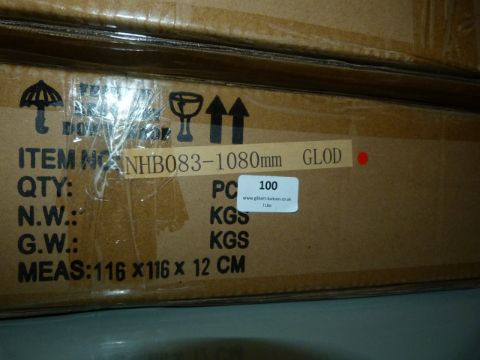 ITEM NO: NHB083-1080mm GLOD
QTY: PC
100
N.W.: KGS
G.W.: KGS
MEAS:116 x 116 x 12 CM